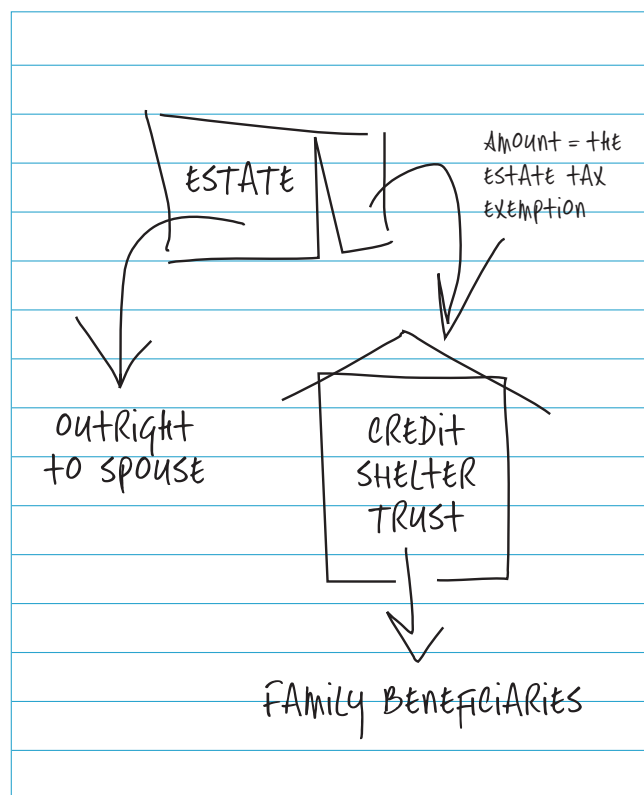 ESTATE
Amount = the
Estate tax
Exemption
Outright
to spouse
Credit
Shelter
Trust
Family Beneficiaries